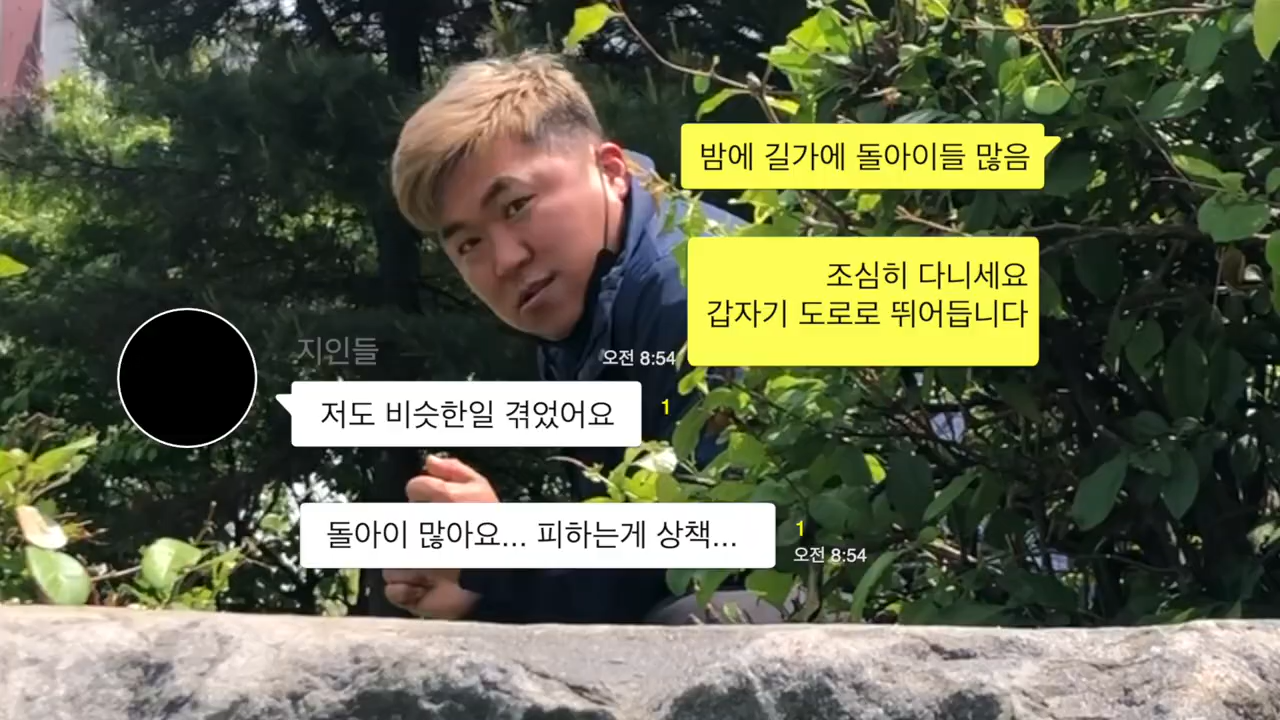 밤에 길가에 돌아이들 많음
조심히 다니세요
갑자기 도로로 뛰어듭니다
오전 8:54
지인들
저도 비슷한일 겪었어요
1
돌아이 많아요... 피하는게 상책...
1
오전 8:54